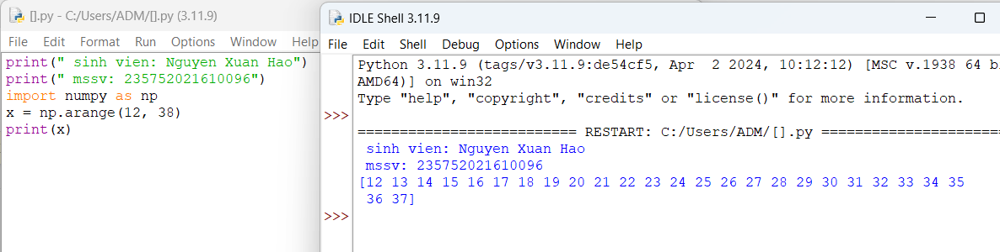 [].py - C:/Users/ADM/[].py (3.11.9)
File Edit Format Run Options Window Help
print(" sinh vien: Nguyen Xuan Hao")
print(" mssv: 235752021610096")
import numpy as np
x = np.arange(12, 38)
print(x)
IDLE Shell 3.11.9
File Edit Shell Debug Options Window Help
Python 3.11.9 (tags/v3.11.9:de54cf5, Apr  2 2024, 10:12:12) [MSC v.1938 64 b
AMD64)] on win32
Type "help", "copyright", "credits" or "license()" for more information.
>>>
========================== RESTART: C:/Users/ADM/[].py ======================
sinh vien: Nguyen Xuan Hao
mssv: 235752021610096
[12 13 14 15 16 17 18 19 20 21 22 23 24 25 26 27 28 29 30 31 32 33 34 35
36 37]
>>>